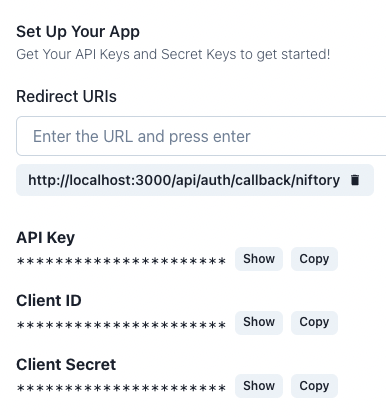 Set Up Your App
Get Your API Keys and Secret Keys to get started!
Redirect URIs
Enter the URL and press enter
http://localhost:3000/api/auth/callback/niftory
API Key
********************** Show Copy
Client ID
********************** Show Copy
Client Secret
********************** Show Copy